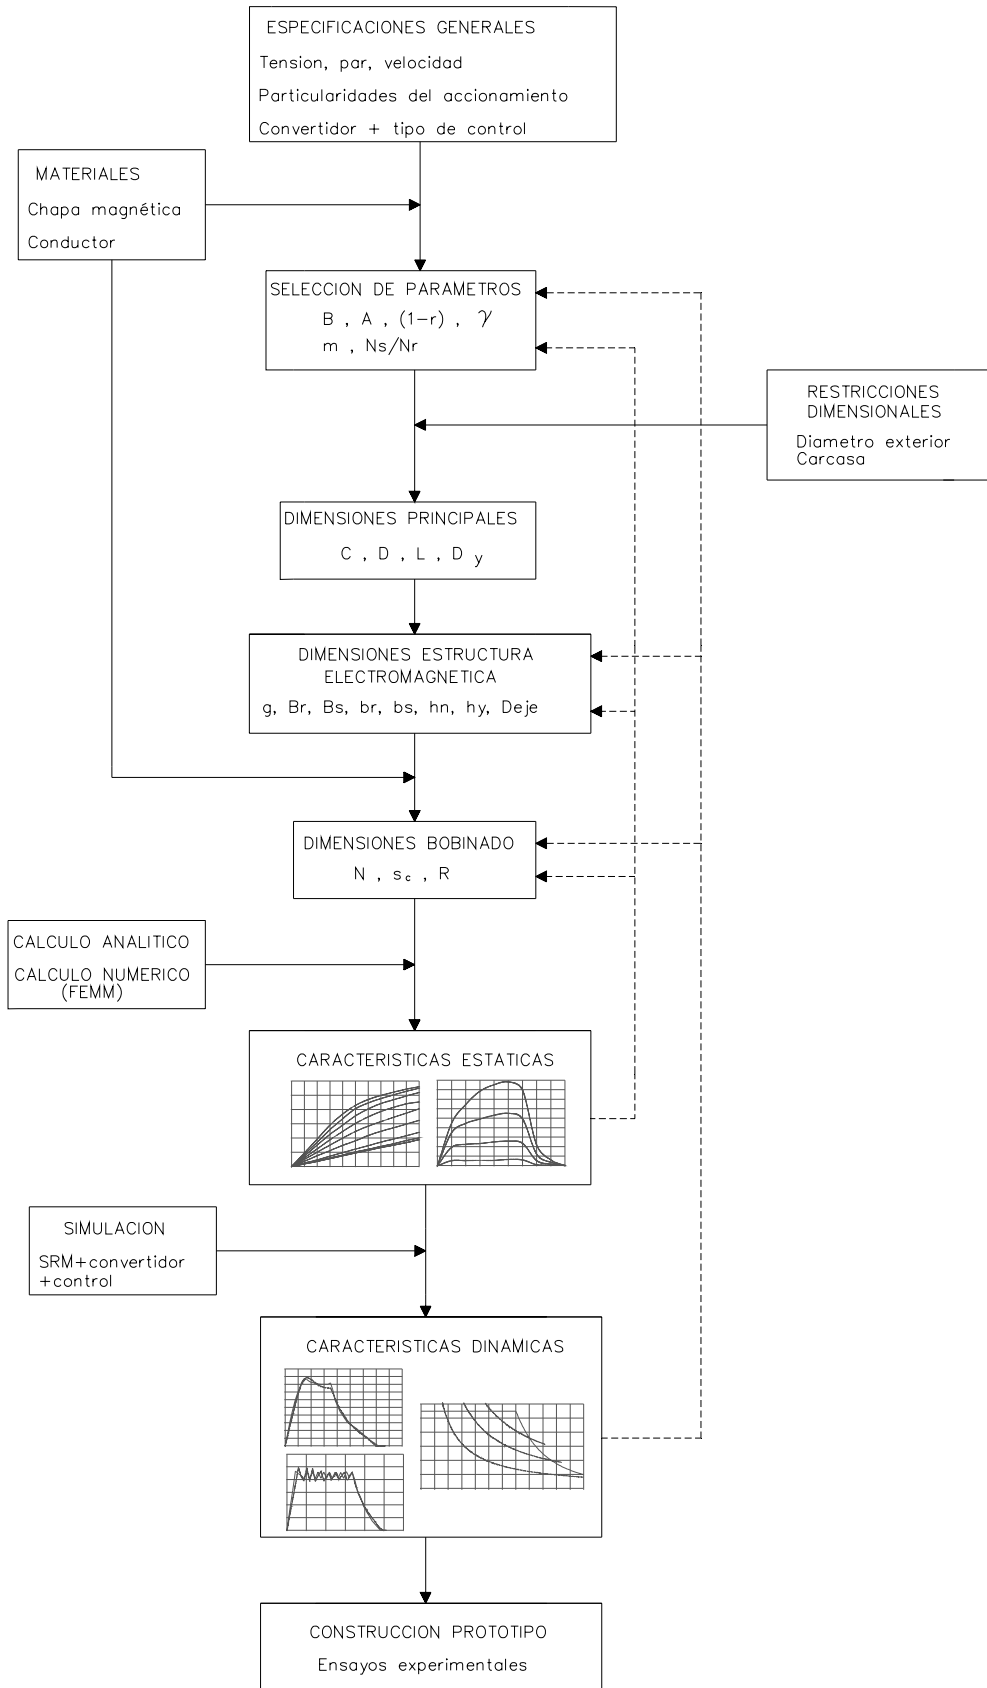 ESPECIFICACIONES GENERALES
Tension, par, velocidad
Particularidades del accionamiento
Convertidor + tipo de control
MATERIALES
Chapa magnética
Conductor
SELECCION DE PARAMETROS
B , A , (1-r) , γ
m , Ns/Nr
RESTRICCIONES
DIMENSIONALES
Diametro exterior
Carcasa
DIMENSIONES PRINCIPALES
C , D , L , D y
DIMENSIONES ESTRUCTURA
ELECTROMAGNETICA
g, Br, Bs, br, bs, hn, hy, Deje
DIMENSIONES BOBINADO
N , sc , R
CALCULO ANALITICO
CALCULO NUMERICO
(FEMM)
CARACTERISTICAS ESTATICAS
SIMULACION
SRM+convertidor
+control
CARACTERISTICAS DINAMICAS
CONSTRUCCION PROTOTIPO
Ensayos experimentales